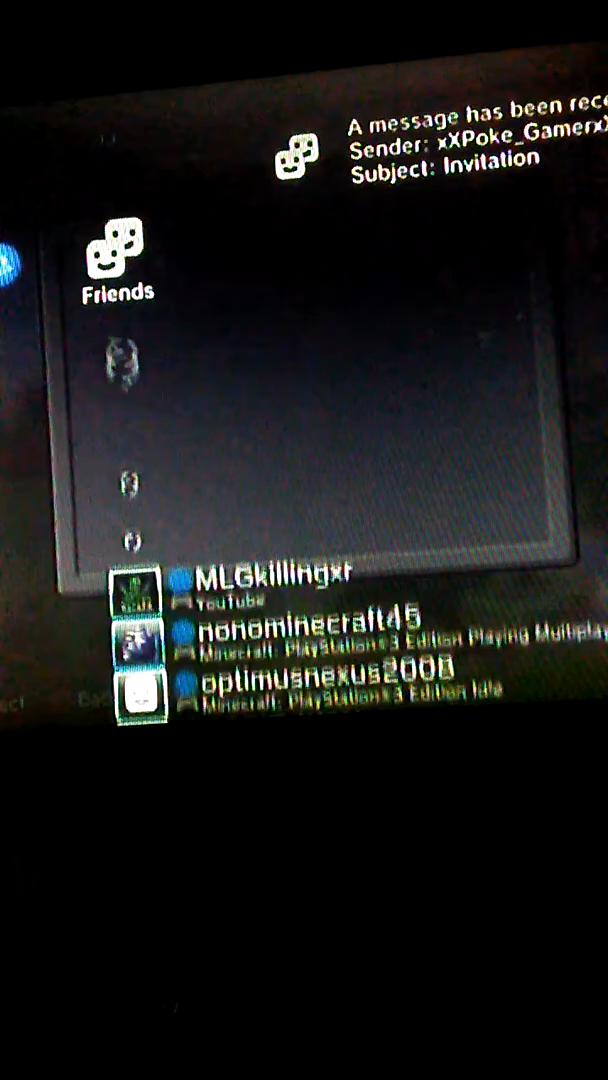 A message has been rece
Sender: xXPoke_Gamerx
Subject: Invitation
Friends
MLGkillingxr
YouTube
nonominecraft45
Minecraft: PlayStation®3 Edition Playing Multipla
optimusnexus2000
Minecraft: PlayStation®3 Edition Idle